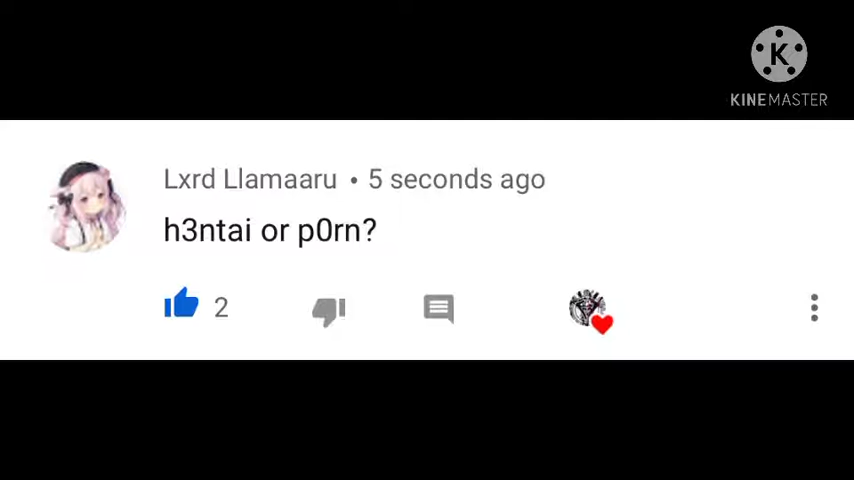 K
KINEMASTER
Lxrd Llamaaru • 5 seconds ago
h3ntai or p0rn?
2